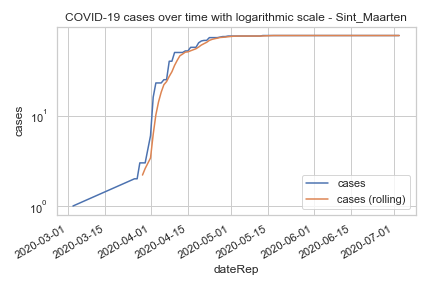 COVID-19 cases over time with logarithmic scale - Sint_Maarten
cases
10¹
10⁰
cases
cases (rolling)
2020-03-01
2020-03-15
2020-04-01
2020-04-15
2020-05-01
2020-05-15
2020-06-01
2020-06-15
2020-07-01
dateRep